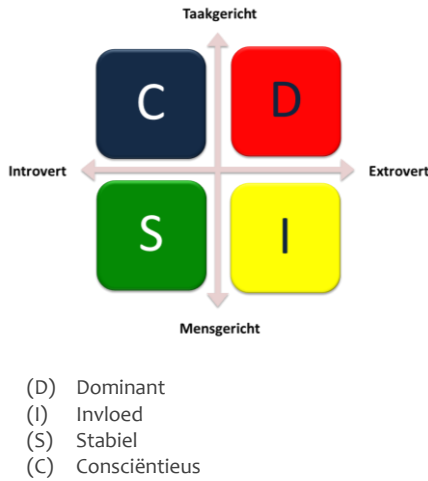 Taakgericht
C
D
Introvert
Extrovert
S
I
Mensgericht
(D) Dominant
(I) Invloed
(S) Stabiel
(C) Consciëntieus